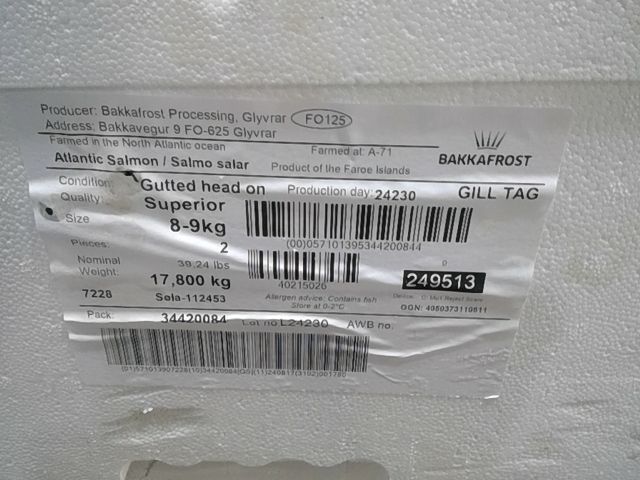 Producer: Bakkafrost Processing, Glyvrar FO125
Address: Bakkavegur 9 FO-625 Glyvrar
BAKKAFROST
Farmed in the North Atlantic ocean Farmed at: A-71
Atlantic Salmon / Salmo salar Product of the Faroe Islands
Condition: Gutted head on Production day: 24230 GILL TAG
Quality: Superior
Size 8-9kg
(00)057101395344200844
Pieces: 2
Nominal 39,24 lbs
Weight: 17,800 kg
40215026
249513
7228 Søla-112453
Allergen advice: Contains fish
Store at 0-2°C
GGN: 4050373110611
Pack: 34420084 Lot no L24230 AWB no: